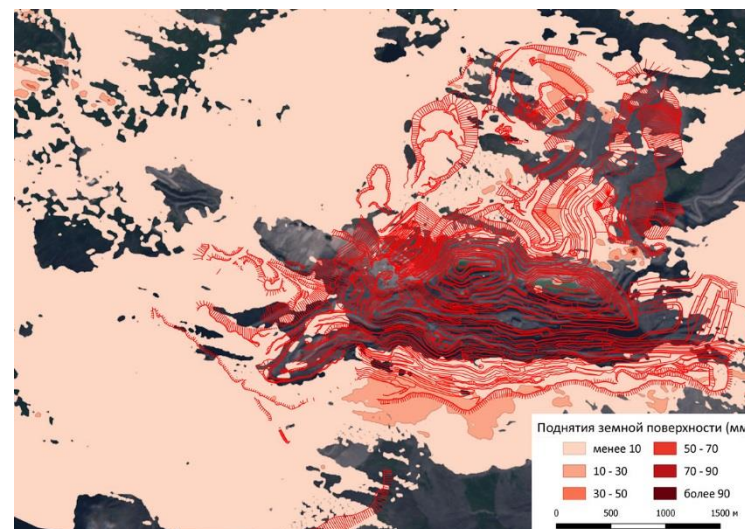 Поднятия земной поверхности (мм
менее 10
50 - 70
10 - 30
70 - 90
30 - 50
более 90
0 500 1000 1500 м